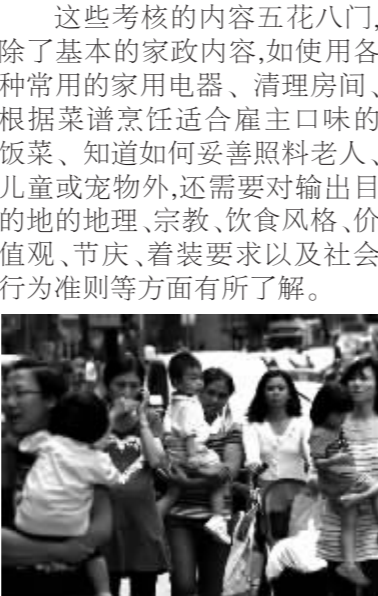 这些考核的内容五花八门,
除了基本的家政内容,如使用各
种常用的家用电器、清理房间、
根据菜谱烹饪适合雇主口味的
饭菜、知道如何妥善照料老人、
儿童或宠物外,还需要对输出目
的地的地理、宗教、饮食风格、价
值观、节庆、着装要求以及社会
行为准则等方面有所了解。